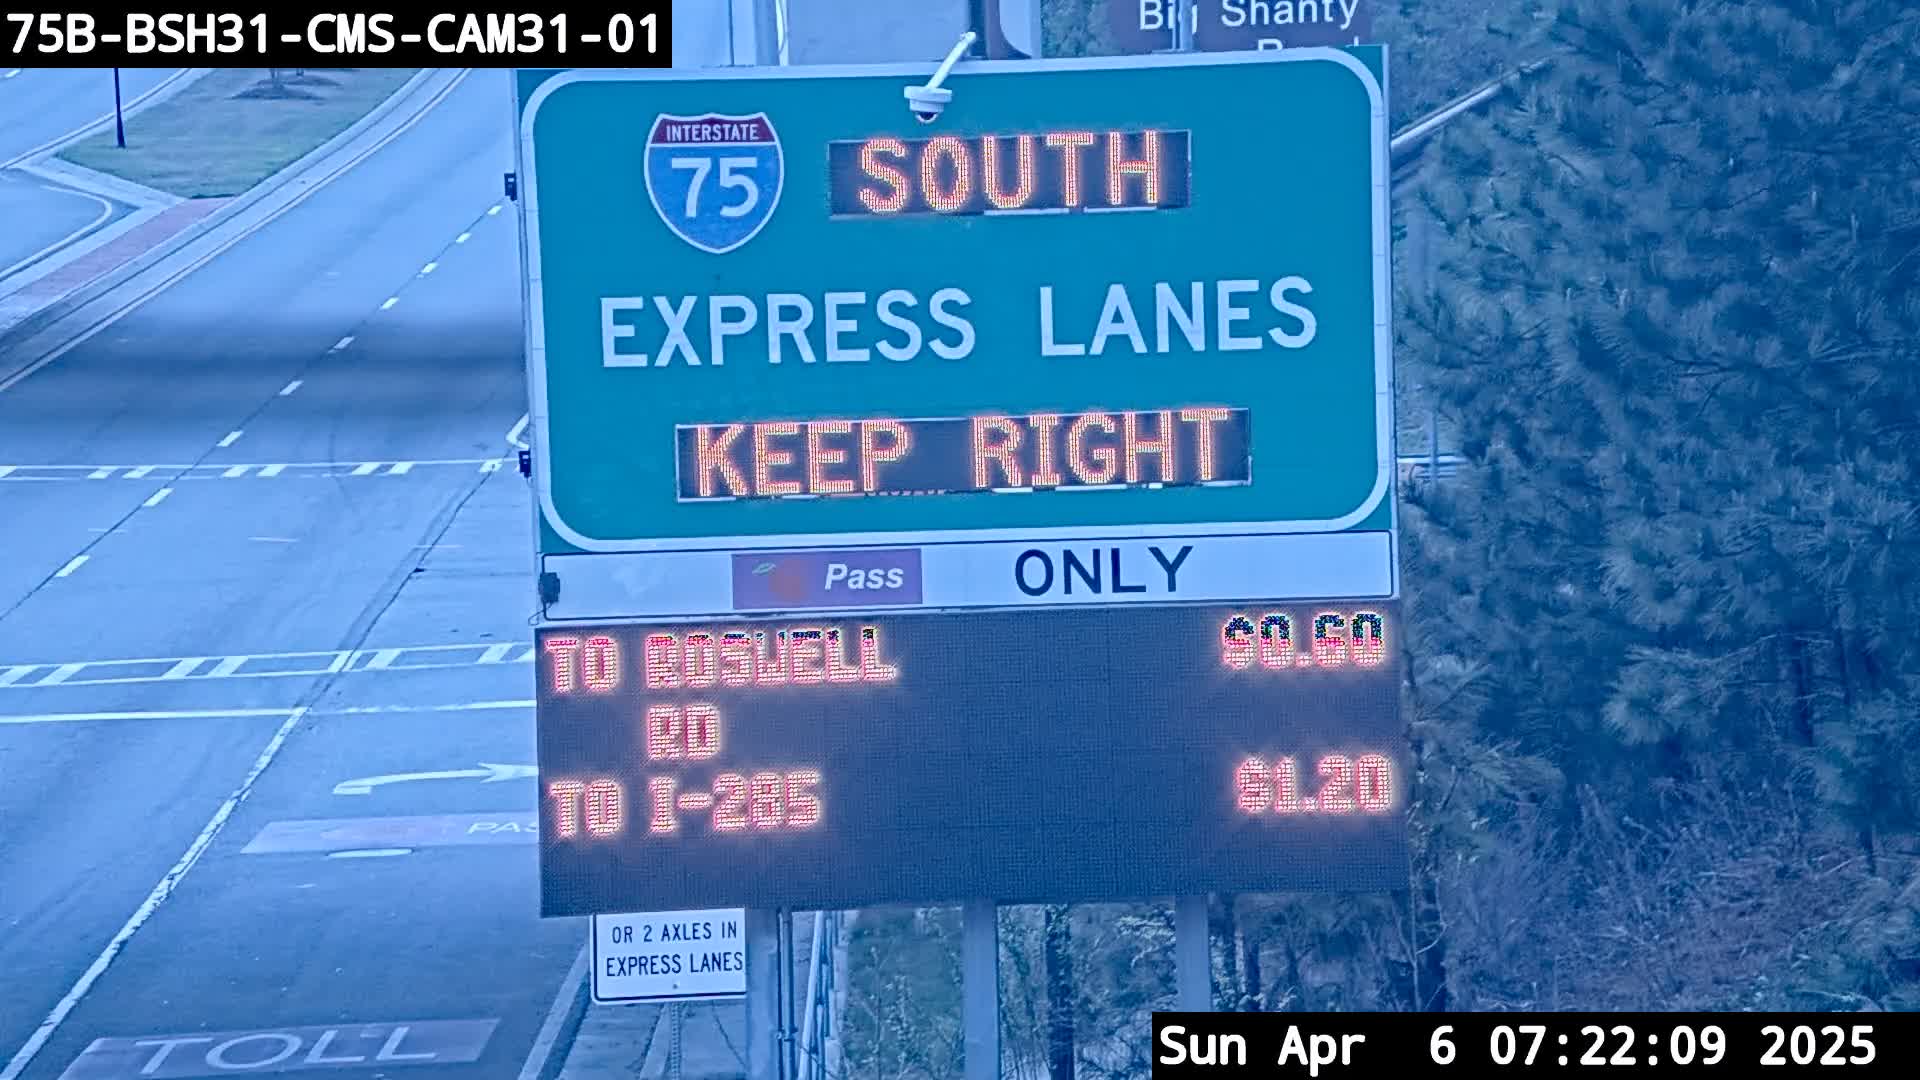 75B-BSH31-CMS-CAM31-01
Big Shanty
INTERSTATE
75
SOUTH
EXPRESS LANES
KEEP RIGHT
Pass ONLY
TO ROSWELL $0.60
RD
TO I-285 $1.20
OR 2 AXLES IN
EXPRESS LANES
TOLL
Sun Apr 6 07:22:09 2025